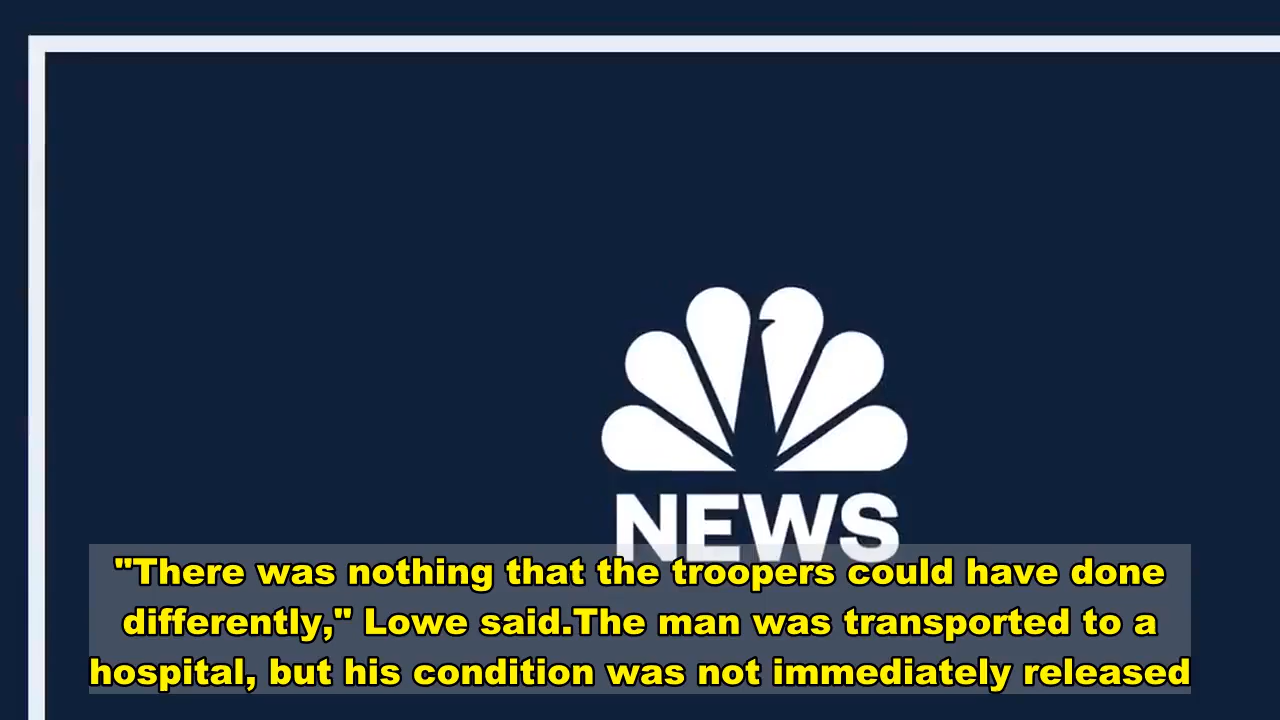 NEWS
"There was nothing that the troopers could have done
differently," Lowe said.The man was transported to a
hospital, but his condition was not immediately released